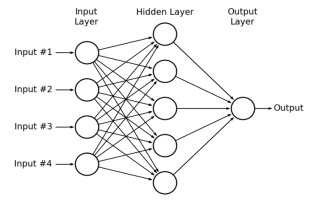 Input
Layer
Hidden Layer
Output
Layer
Input #1
Input #2
Input #3
Input #4
Output